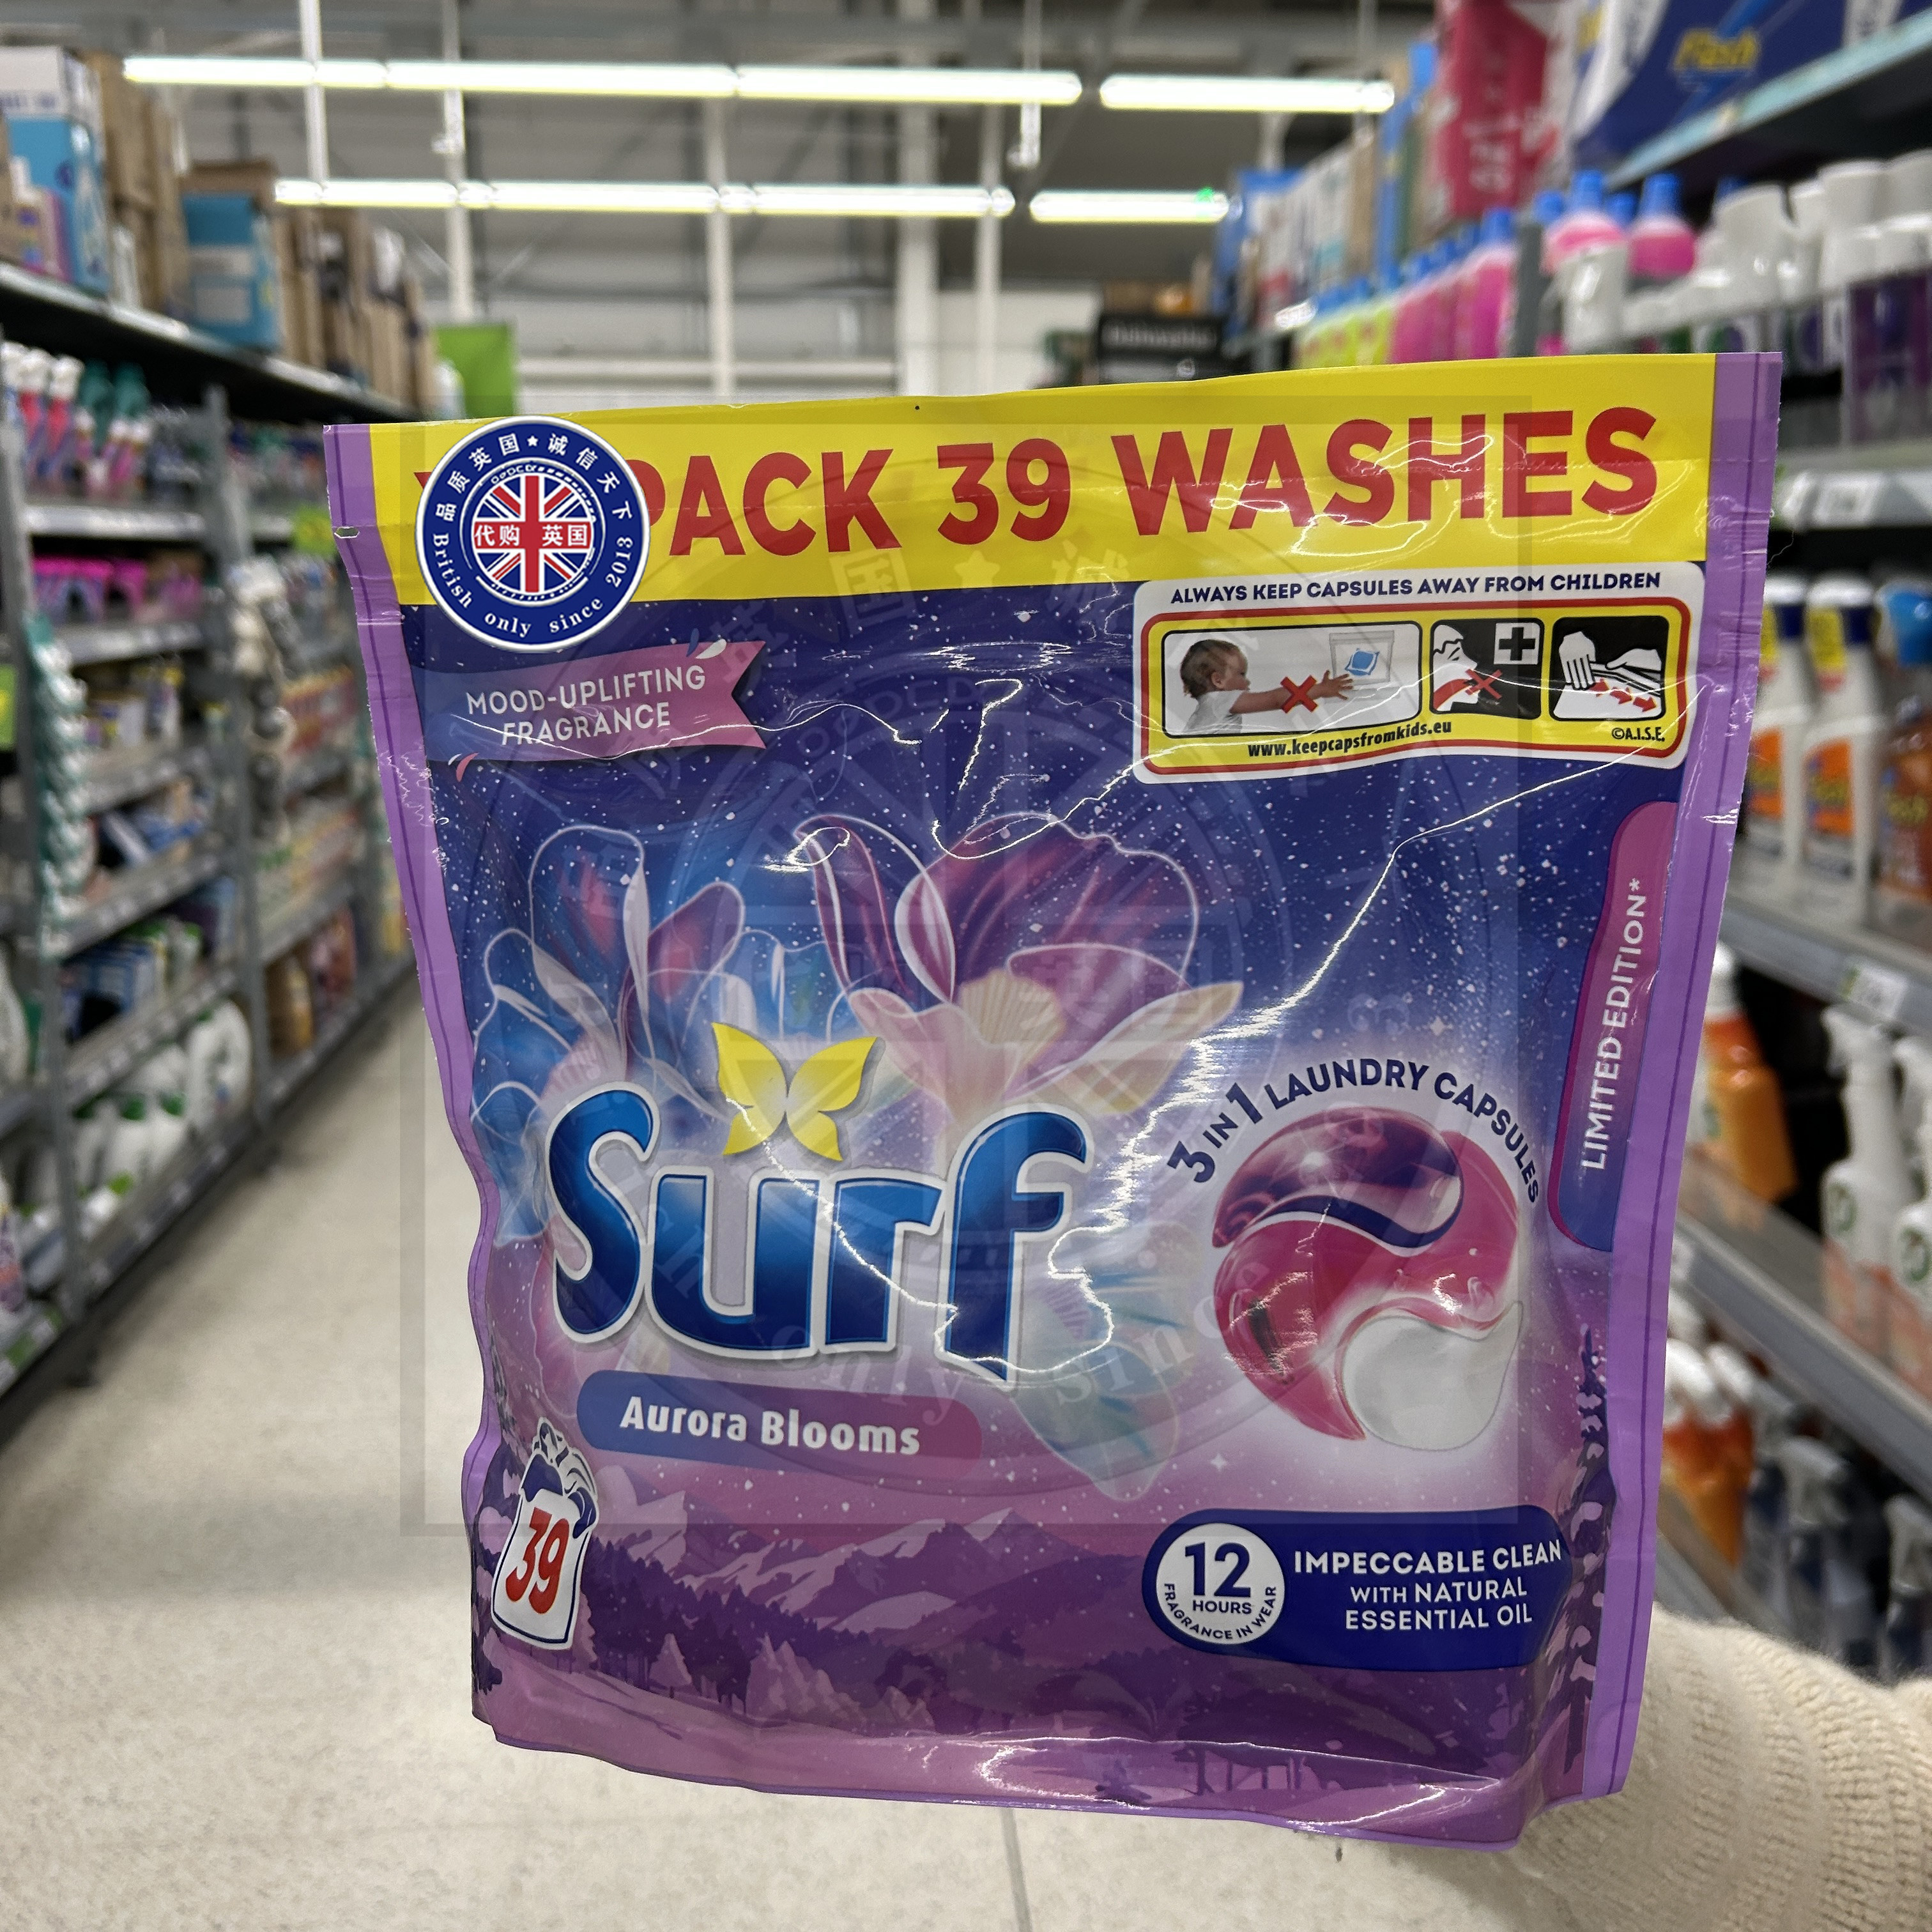 PACK 39 WASHES
品质英国★诚信天下
代购 英国
British only since 2013
ALWAYS KEEP CAPSULES AWAY FROM CHILDREN
www.keepcapsfromkids.eu
©A.I.S.E.
MOOD-UPLIFTING
FRAGRANCE
LIMITED EDITION*
3 IN 1 LAUNDRY CAPSULES
Surf
Aurora Blooms
39
12
HOURS
FRAGRANCE IN WEAR
IMPECCABLE CLEAN
WITH NATURAL
ESSENTIAL OIL
Flash